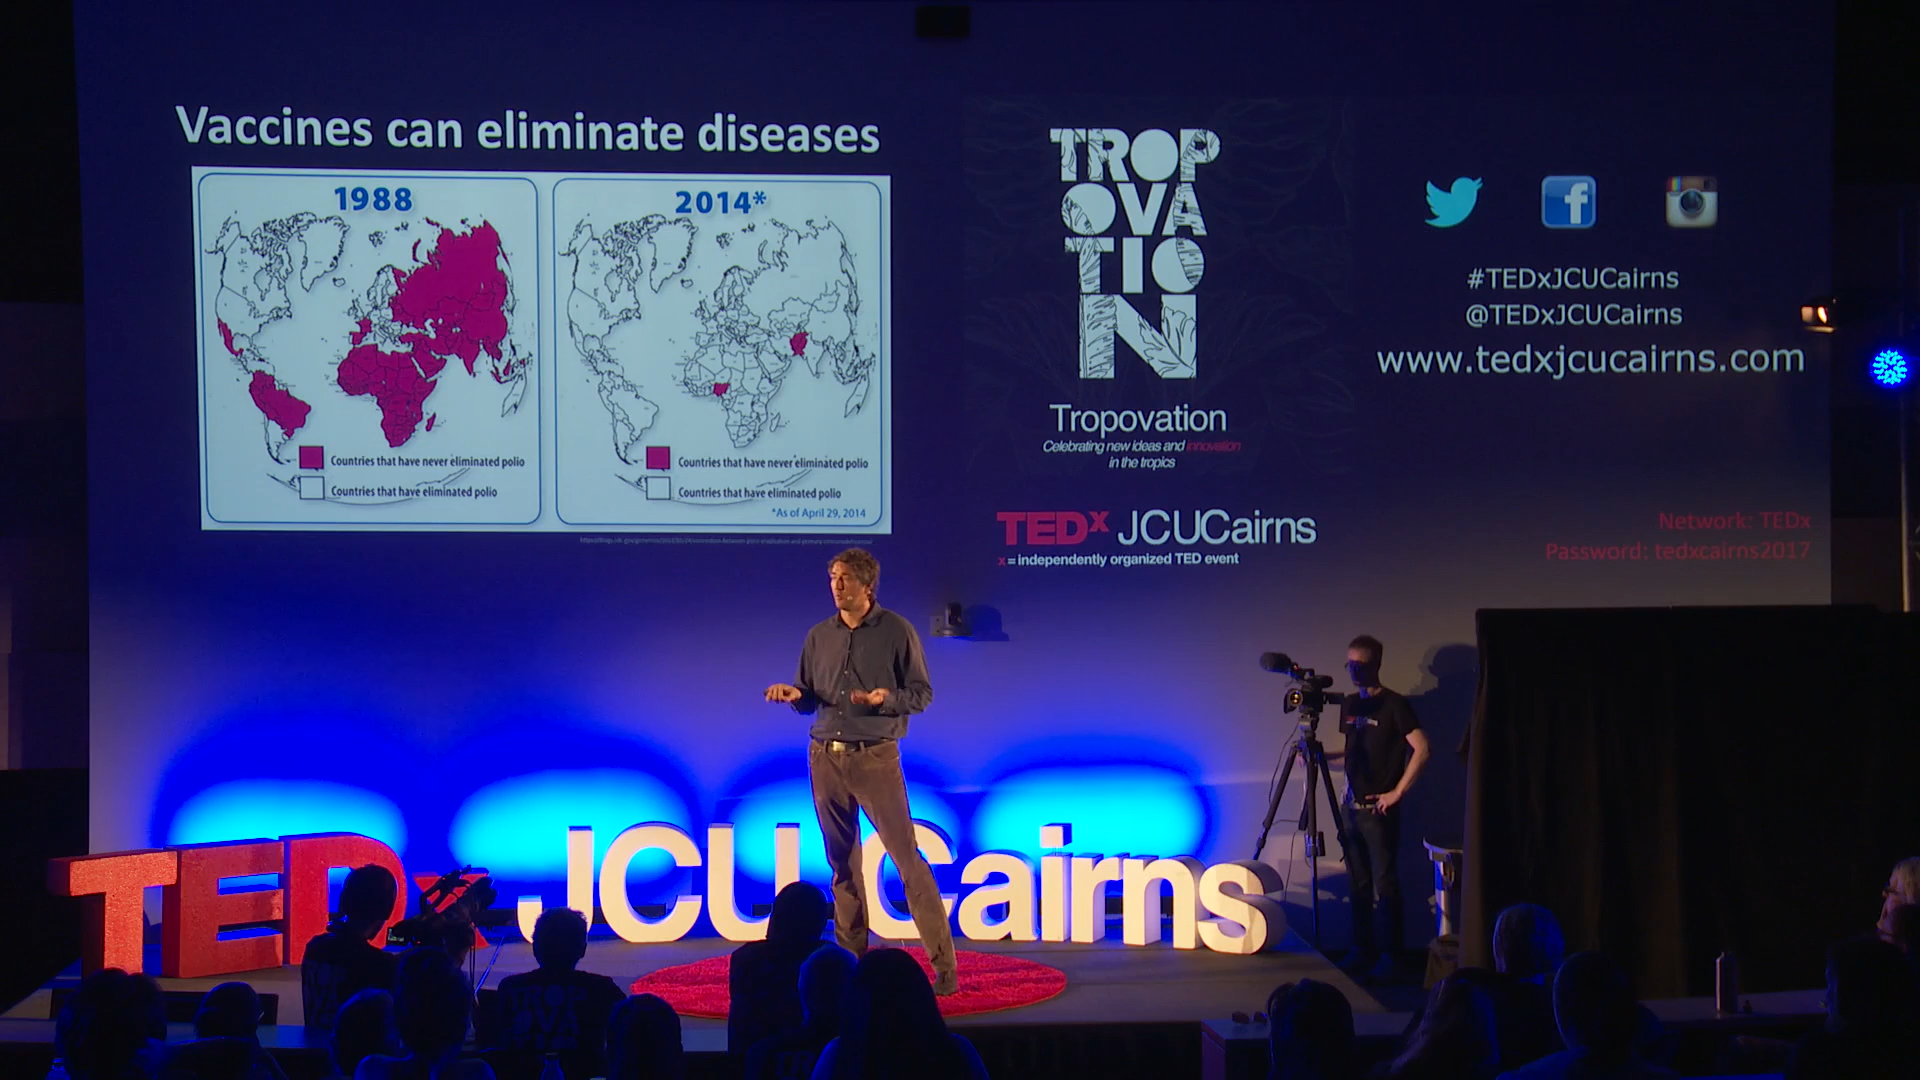 Vaccines can eliminate diseases
1988
Countries that have never eliminated polio
Countries that have eliminated polio
2014*
Countries that have never eliminated polio
Countries that have eliminated polio
*As of April 29, 2014
TROP
OVA
TIO
N
Tropovation
Celebrating new ideas and innovation
in the tropics
TEDx JCUCairns
x = independently organized TED event
#TEDxJCUCairns
@TEDxJCUCairns
www.tedxjcucairns.com
Network: TEDx
Password: tedxcairns2017
TEDx JCU Cairns